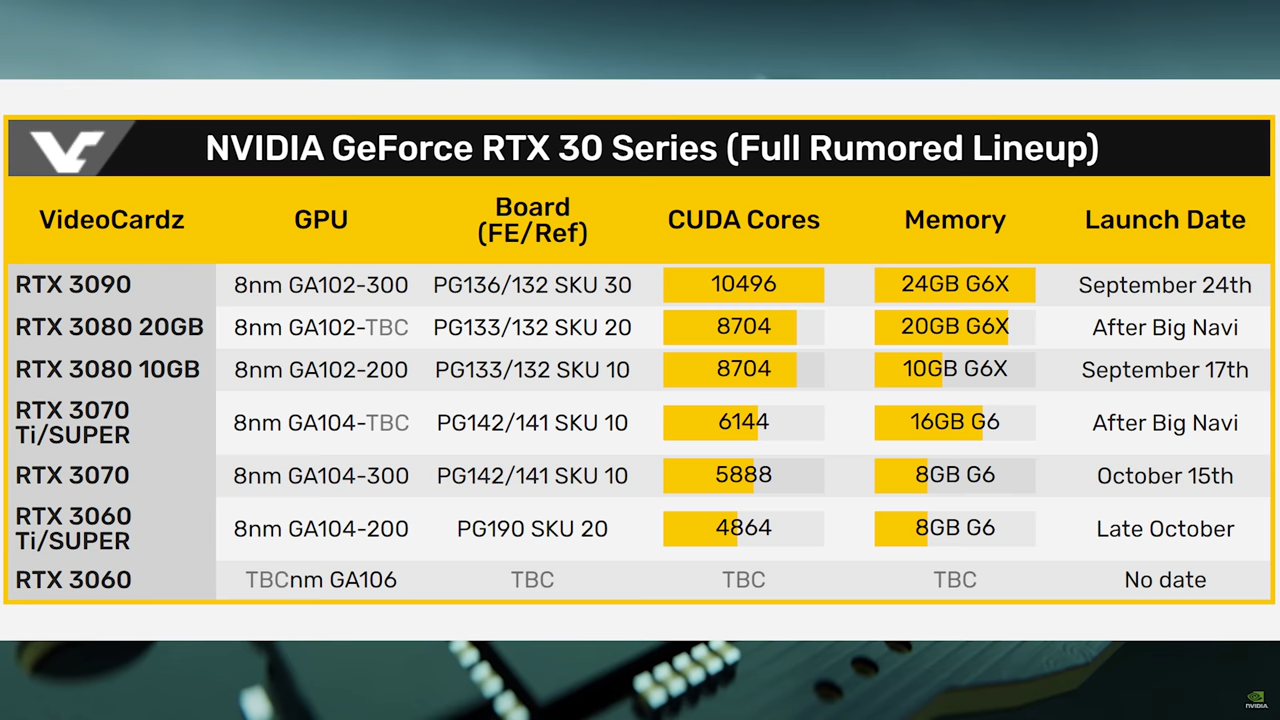 NVIDIA GeForce RTX 30 Series (Full Rumored Lineup)
VideoCardz GPU Board (FE/Ref) CUDA Cores Memory Launch Date
RTX 3090 8nm GA102-300 PG136/132 SKU 30 10496 24GB G6X September 24th
RTX 3080 20GB 8nm GA102-TBC PG133/132 SKU 20 8704 20GB G6X After Big Navi
RTX 3080 10GB 8nm GA102-200 PG133/132 SKU 10 8704 10GB G6X September 17th
RTX 3070 Ti/SUPER 8nm GA104-TBC PG142/141 SKU 10 6144 16GB G6 After Big Navi
RTX 3070 8nm GA104-300 PG142/141 SKU 10 5888 8GB G6 October 15th
RTX 3060 Ti/SUPER 8nm GA104-200 PG190 SKU 20 4864 8GB G6 Late October
RTX 3060 TBCnm GA106 TBC TBC TBC No date
NVIDIA